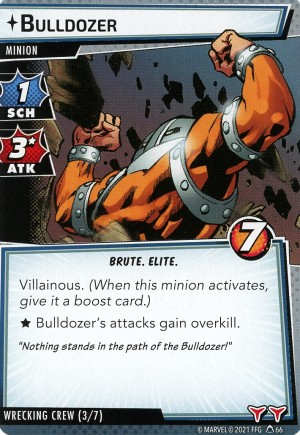 Bulldozer
MINION
1
SCH
3★
ATK
7
BRUTE. ELITE.
Villainous. (When this minion activates,
give it a boost card.)
★ Bulldozer's attacks gain overkill.
"Nothing stands in the path of the Bulldozer!"
WRECKING CREW (3/7)
© MARVEL © 2021 FFG 66